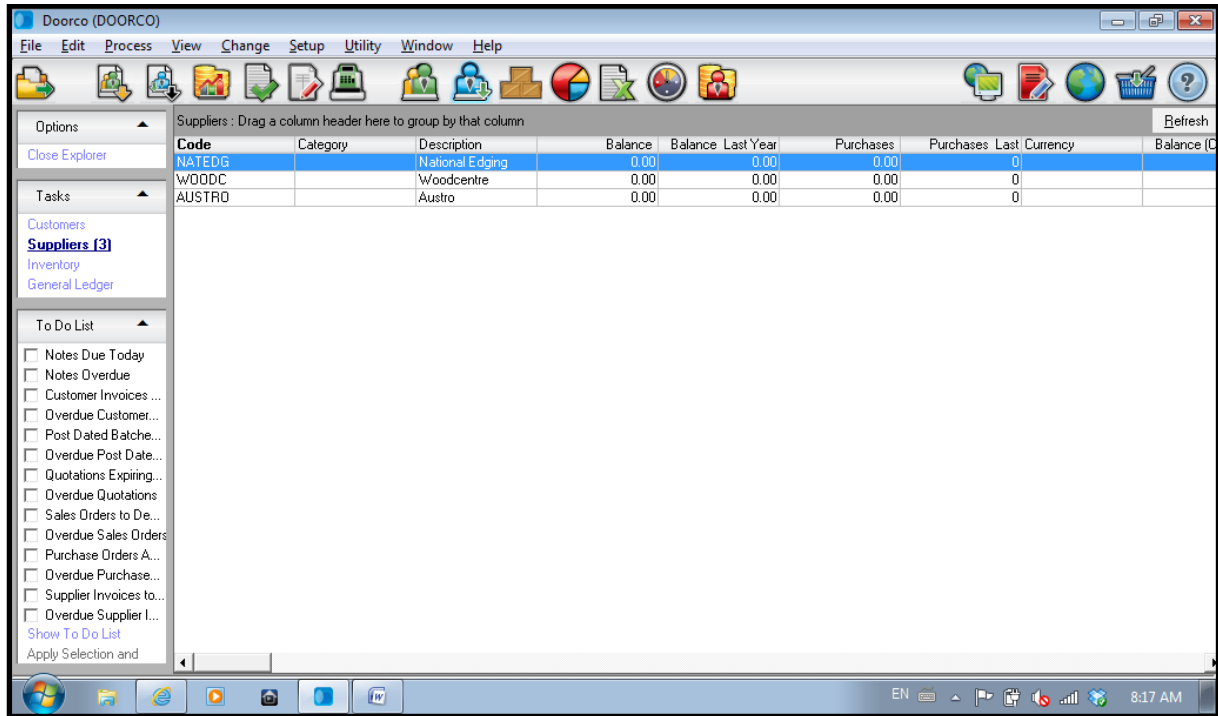 Doorco (DOORCO)
File Edit Process View Change Setup Utility Window Help
Options
Close Explorer
Tasks
Customers
Suppliers (3)
Inventory
General Ledger
To Do List
Notes Due Today
Notes Overdue
Customer Invoices ...
Overdue Customer...
Post Dated Batche...
Overdue Post Date...
Quotations Expiring...
Overdue Quotations
Sales Orders to De...
Overdue Sales Orders
Purchase Orders A...
Overdue Purchase...
Supplier Invoices to...
Overdue Supplier I...
Show To Do List
Apply Selection and
Suppliers : Drag a column header here to group by that column
Refresh
Code Category Description Balance Balance Last Year Purchases Purchases Last Currency Balance (C
NATEDG National Edging 0.00 0.00 0.00 0
WOODC Woodcentre 0.00 0.00 0.00 0
AUSTRO Austro 0.00 0.00 0.00 0
EN 8:17 AM